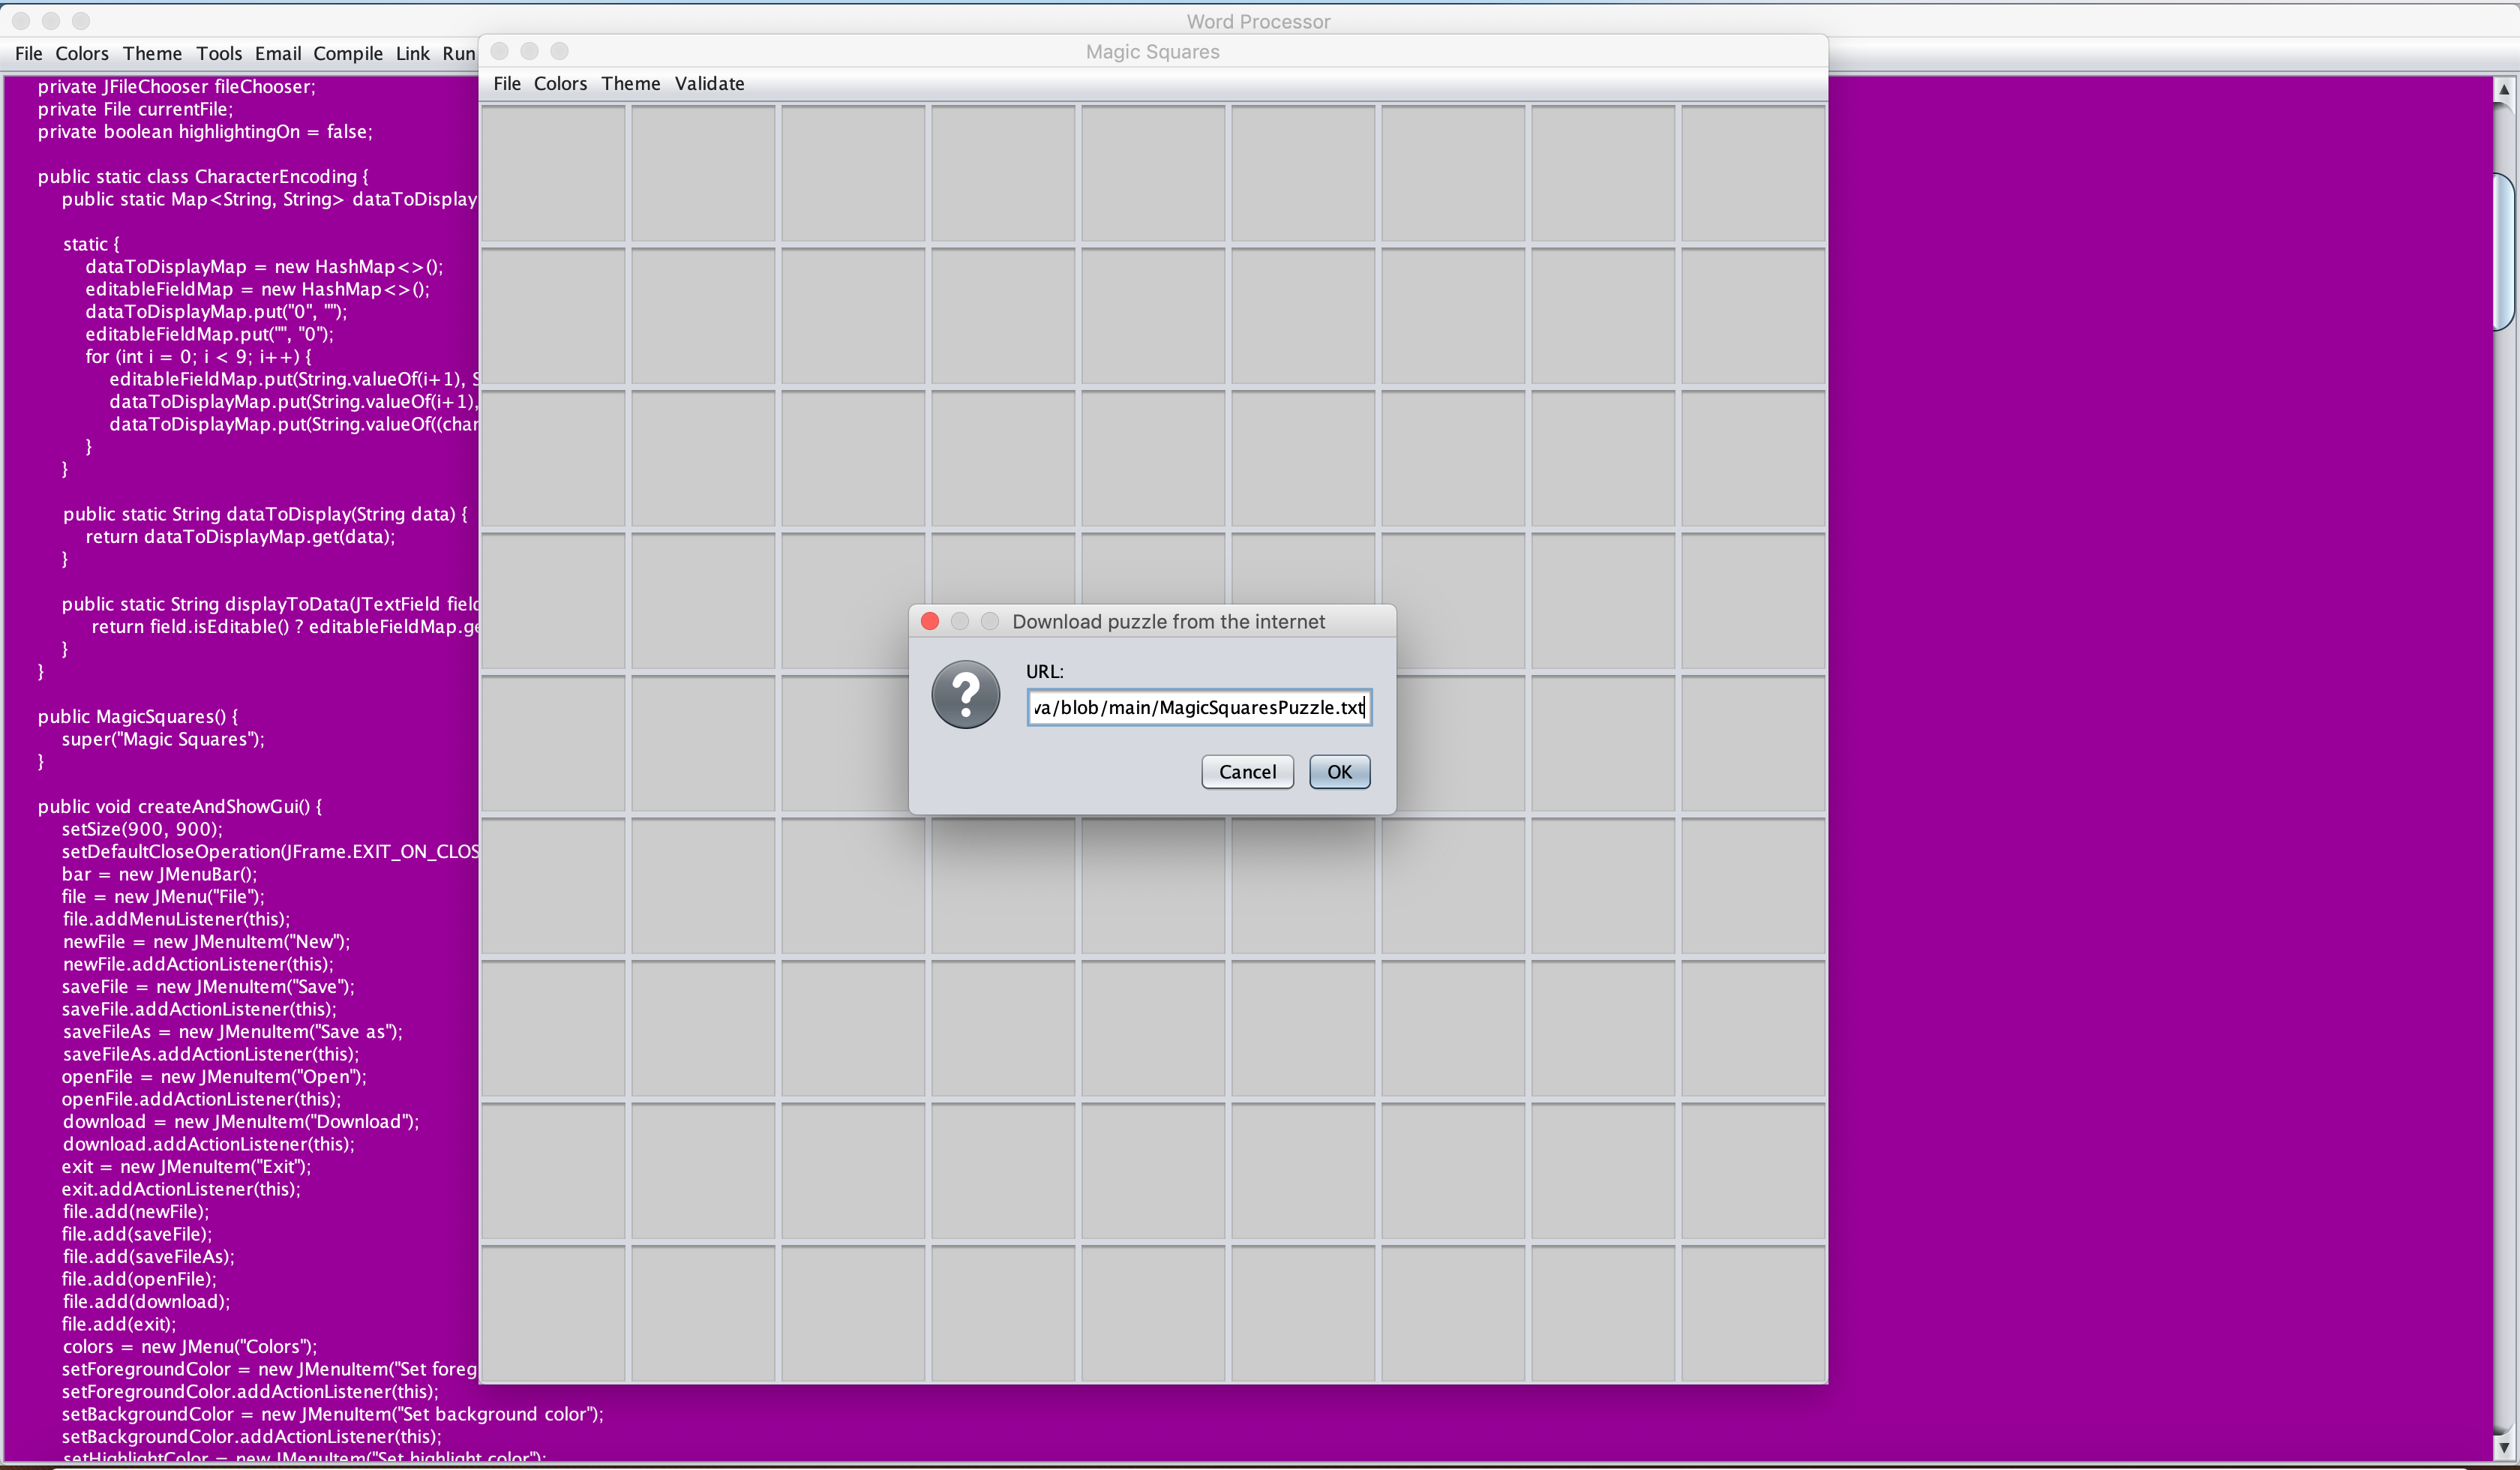 Word Processor
File Colors Theme Tools Email Compile Link Run
private JFileChooser fileChooser;
private File currentFile;
private boolean highlightingOn = false;
public static class CharacterEncoding {
public static Map<String, String> dataToDisplay
static {
dataToDisplayMap = new HashMap<>();
editableFieldMap = new HashMap<>();
dataToDisplayMap.put("0", "");
editableFieldMap.put("", "0");
for (int i = 0; i < 9; i++) {
editableFieldMap.put(String.valueOf(i+1), S
dataToDisplayMap.put(String.valueOf(i+1),
dataToDisplayMap.put(String.valueOf((char
}
}
public static String dataToDisplay(String data) {
return dataToDisplayMap.get(data);
}
public static String displayToData(JTextField field
return field.isEditable() ? editableFieldMap.ge
}
}
public MagicSquares() {
super("Magic Squares");
}
public void createAndShowGui() {
setSize(900, 900);
setDefaultCloseOperation(JFrame.EXIT_ON_CLOS
bar = new JMenuBar();
file = new JMenu("File");
file.addMenuListener(this);
newFile = new JMenuItem("New");
newFile.addActionListener(this);
saveFile = new JMenuItem("Save");
saveFile.addActionListener(this);
saveFileAs = new JMenuItem("Save as");
saveFileAs.addActionListener(this);
openFile = new JMenuItem("Open");
openFile.addActionListener(this);
download = new JMenuItem("Download");
download.addActionListener(this);
exit = new JMenuItem("Exit");
exit.addActionListener(this);
file.add(newFile);
file.add(saveFile);
file.add(saveFileAs);
file.add(openFile);
file.add(download);
file.add(exit);
colors = new JMenu("Colors");
setForegroundColor = new JMenuItem("Set foreg
setForegroundColor.addActionListener(this);
setBackgroundColor = new JMenuItem("Set background color");
setBackgroundColor.addActionListener(this);
setHighlightColor = new JMenuItem("Set highlight color");
Magic Squares
File Colors Theme Validate
Download puzzle from the internet
URL:
va/blob/main/MagicSquaresPuzzle.txt
Cancel OK